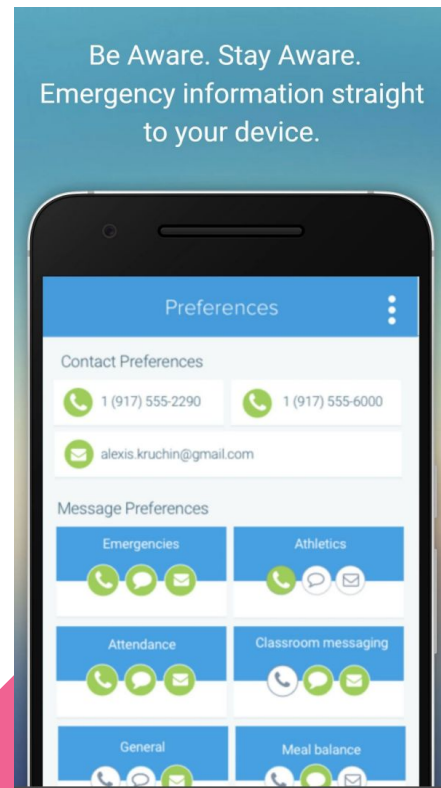 Be Aware. Stay Aware.
Emergency information straight
to your device.
Preferences
Contact Preferences
1 (917) 555-2290
1 (917) 555-6000
alexis.kruchin@gmail.com
Message Preferences
Emergencies
Athletics
Attendance
Classroom messaging
General
Meal balance